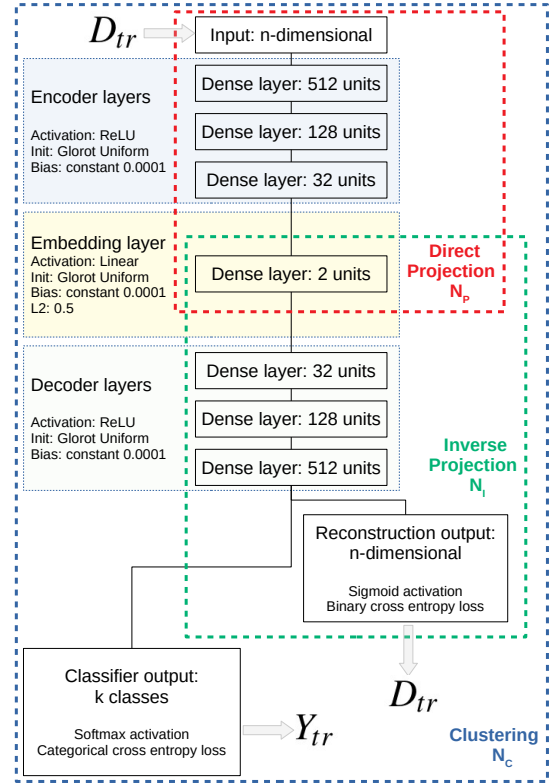 D_tr
Input: n-dimensional
Encoder layers
Activation: ReLU
Init: Glorot Uniform
Bias: constant 0.0001
Dense layer: 512 units
Dense layer: 128 units
Dense layer: 32 units
Embedding layer
Activation: Linear
Init: Glorot Uniform
Bias: constant 0.0001
L2: 0.5
Dense layer: 2 units
Direct
Projection
N_P
Decoder layers
Activation: ReLU
Init: Glorot Uniform
Bias: constant 0.0001
Dense layer: 32 units
Dense layer: 128 units
Dense layer: 512 units
Inverse
Projection
N_I
Reconstruction output:
n-dimensional
Sigmoid activation
Binary cross entropy loss
Classifier output:
k classes
Softmax activation
Categorical cross entropy loss
Y_tr
D_tr
Clustering
N_C